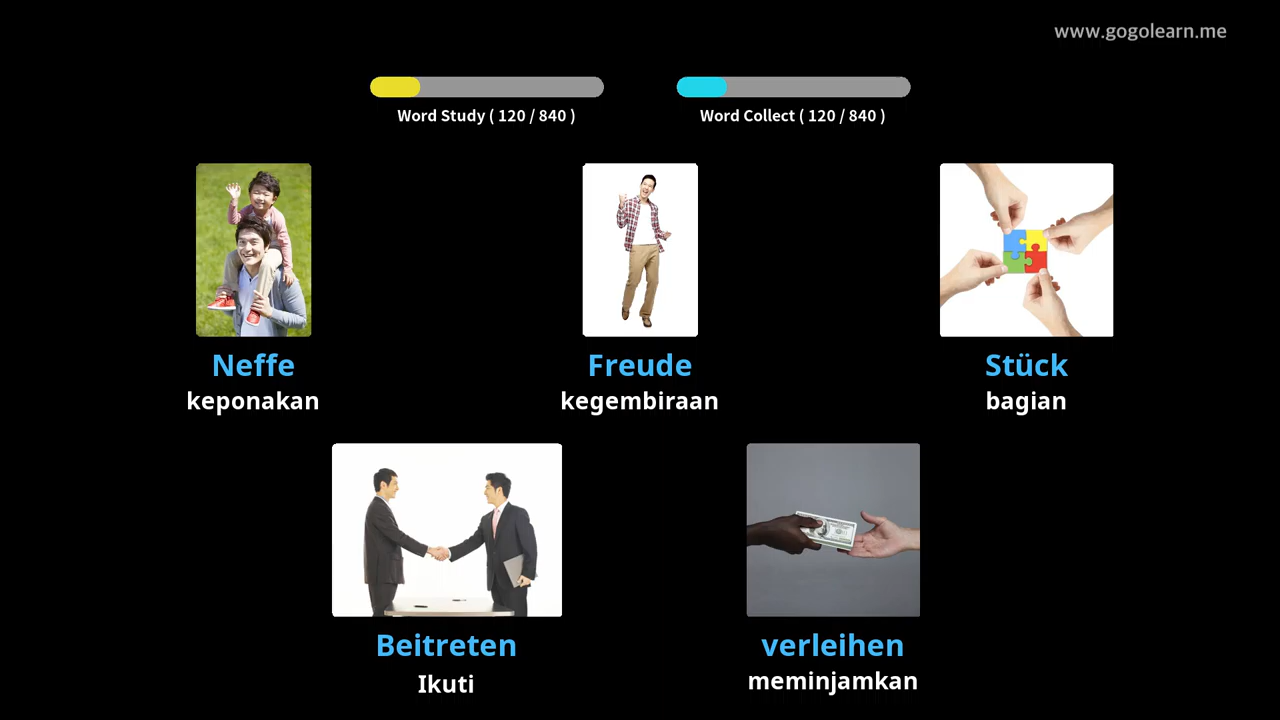 www.gogolearn.me
Word Study ( 120 / 840 )
Word Collect ( 120 / 840 )
Neffe
keponakan
Freude
kegembiraan
Stück
bagian
Beitreten
Ikuti
verleihen
meminjamkan